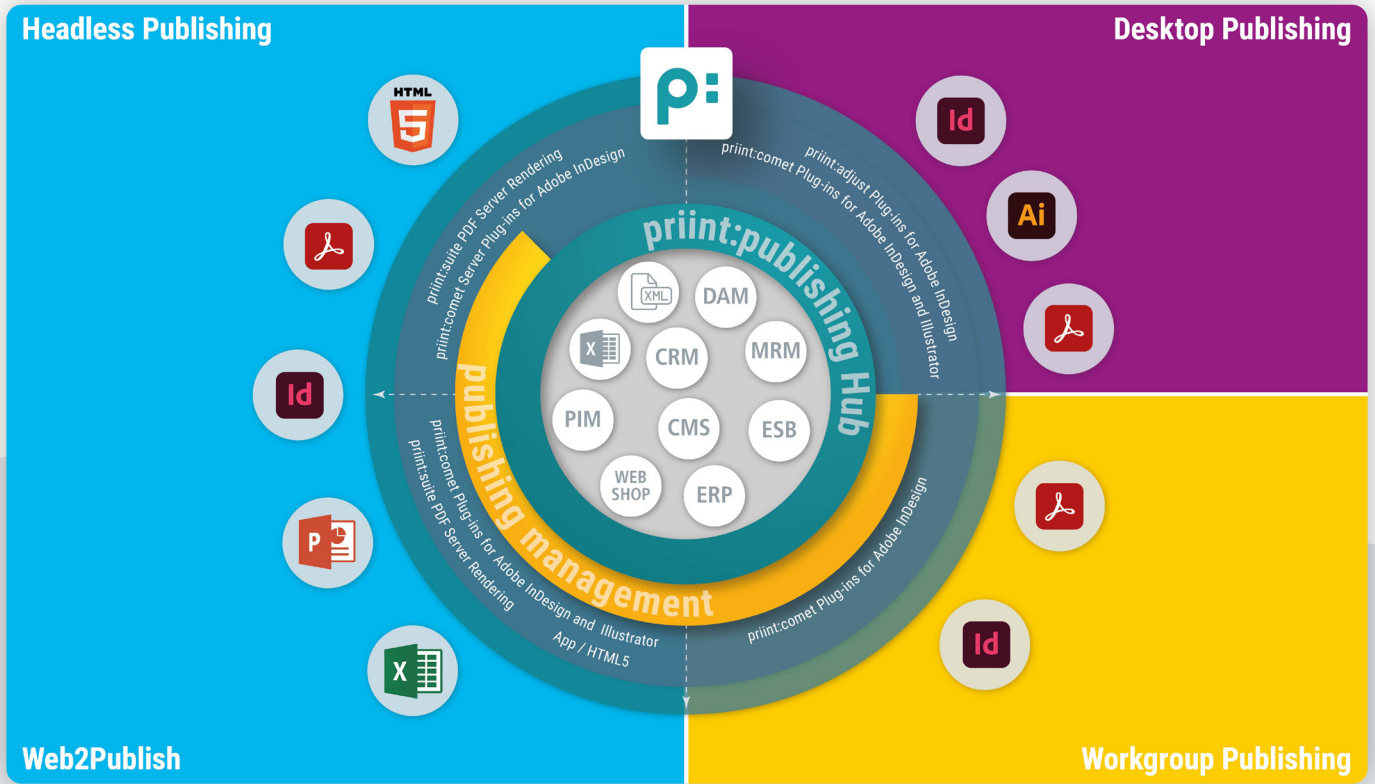 Headless Publishing
Desktop Publishing
p:
HTML
5
Id
Ai
priint:suite PDF Server Rendering
priint:comet Server Plug-ins for Adobe InDesign
priint:adjust Plug-ins for Adobe InDesign
priint:comet Plug-ins for Adobe InDesign and Illustrator
priint:publishing Hub
XML
DAM
X
CRM
MRM
PIM
CMS
ESB
WEB
SHOP
ERP
publishing management
Id
P
X
priint:comet Plug-ins for Adobe InDesign and Illustrator
priint:suite PDF Server Rendering
App / HTML5
priint:comet Plug-ins for Adobe InDesign
Id
Web2Publish
Workgroup Publishing